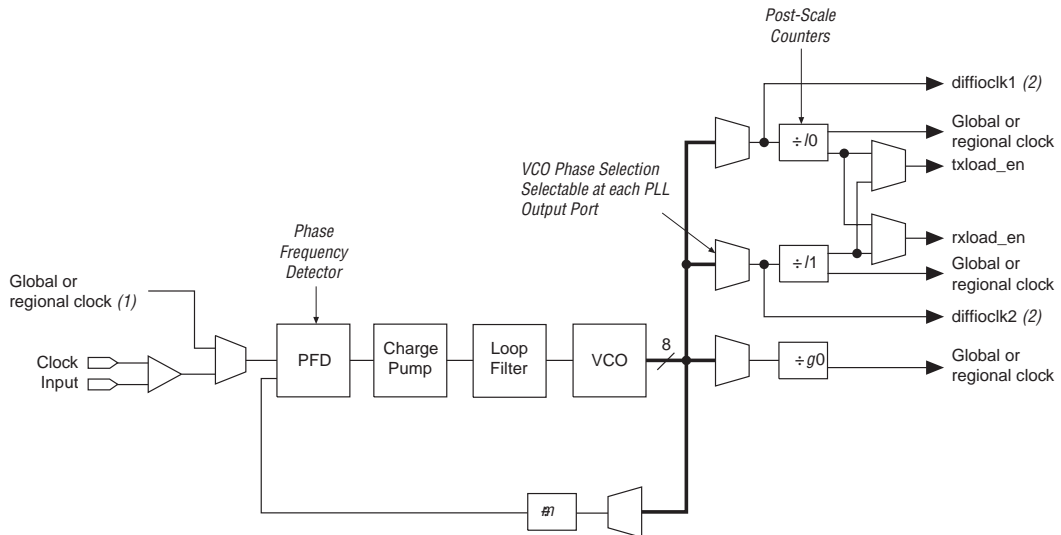 Post-Scale
Counters
diffioclk1 (2)
Global or
regional clock
÷l0
txload_en
VCO Phase Selection
Selectable at each PLL
Output Port
rxload_en
÷l1
Global or
regional clock
diffioclk2 (2)
Phase
Frequency
Detector
Global or
regional clock (1)
Clock
Input
PFD
Charge
Pump
Loop
Filter
VCO
8
÷g0
Global or
regional clock